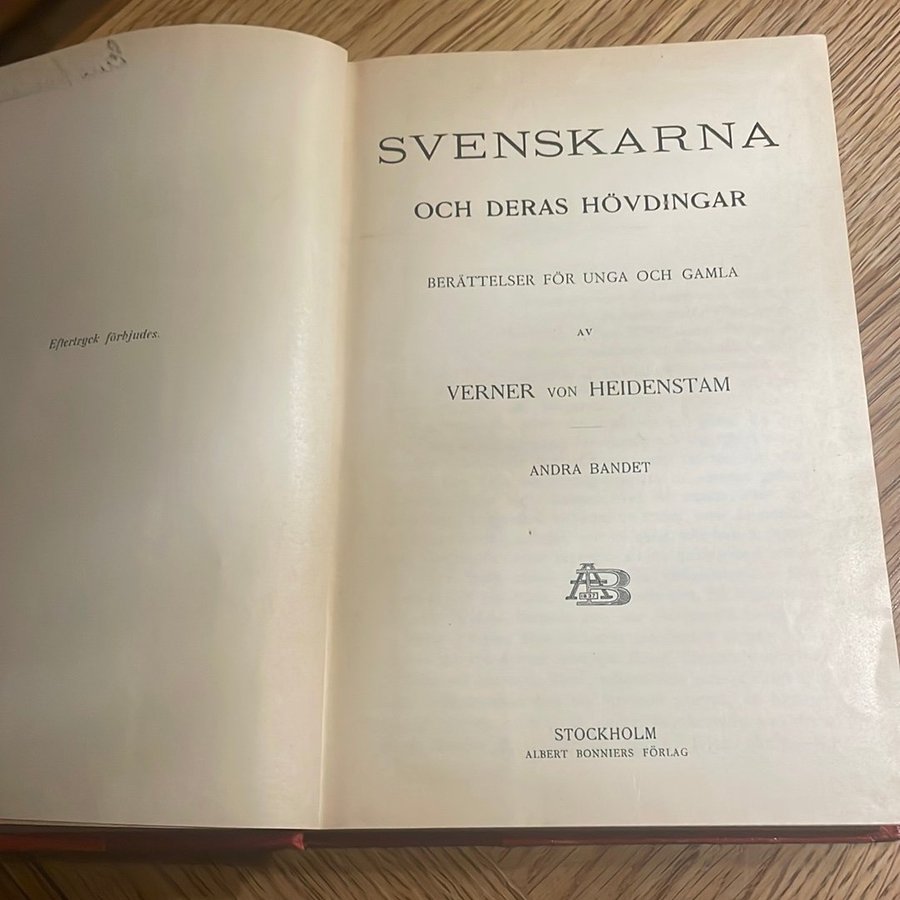 Eftertryck förbjudes.
SVENSKARNA
OCH DERAS HÖVDINGAR
BERÄTTELSER FÖR UNGA OCH GAMLA
AV
VERNER VON HEIDENSTAM
ANDRA BANDET
AB
STOCKHOLM
ALBERT BONNIERS FÖRLAG